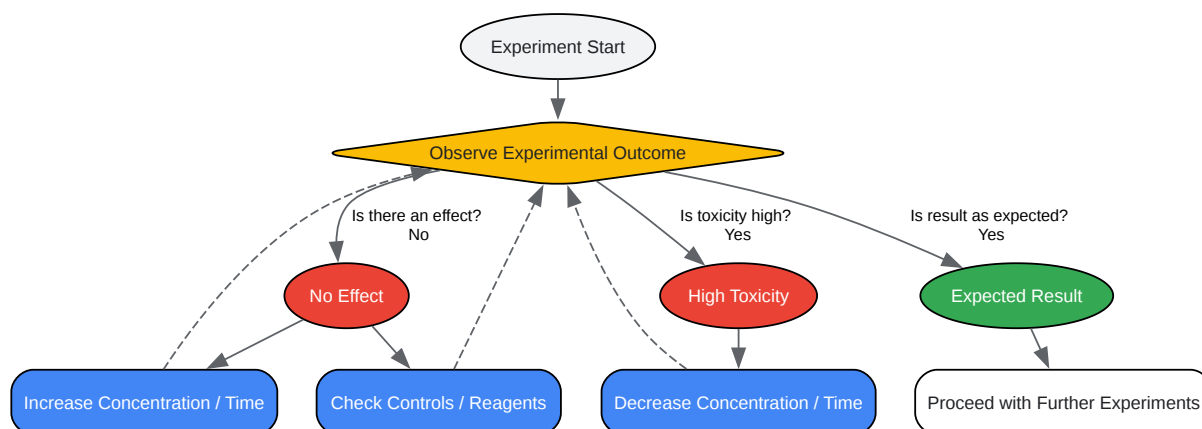 Experiment Start
Observe Experimental Outcome
Is there an effect?
No
Is toxicity high?
Yes
Is result as expected?
Yes
No Effect
High Toxicity
Expected Result
Increase Concentration / Time
Check Controls / Reagents
Decrease Concentration / Time
Proceed with Further Experiments